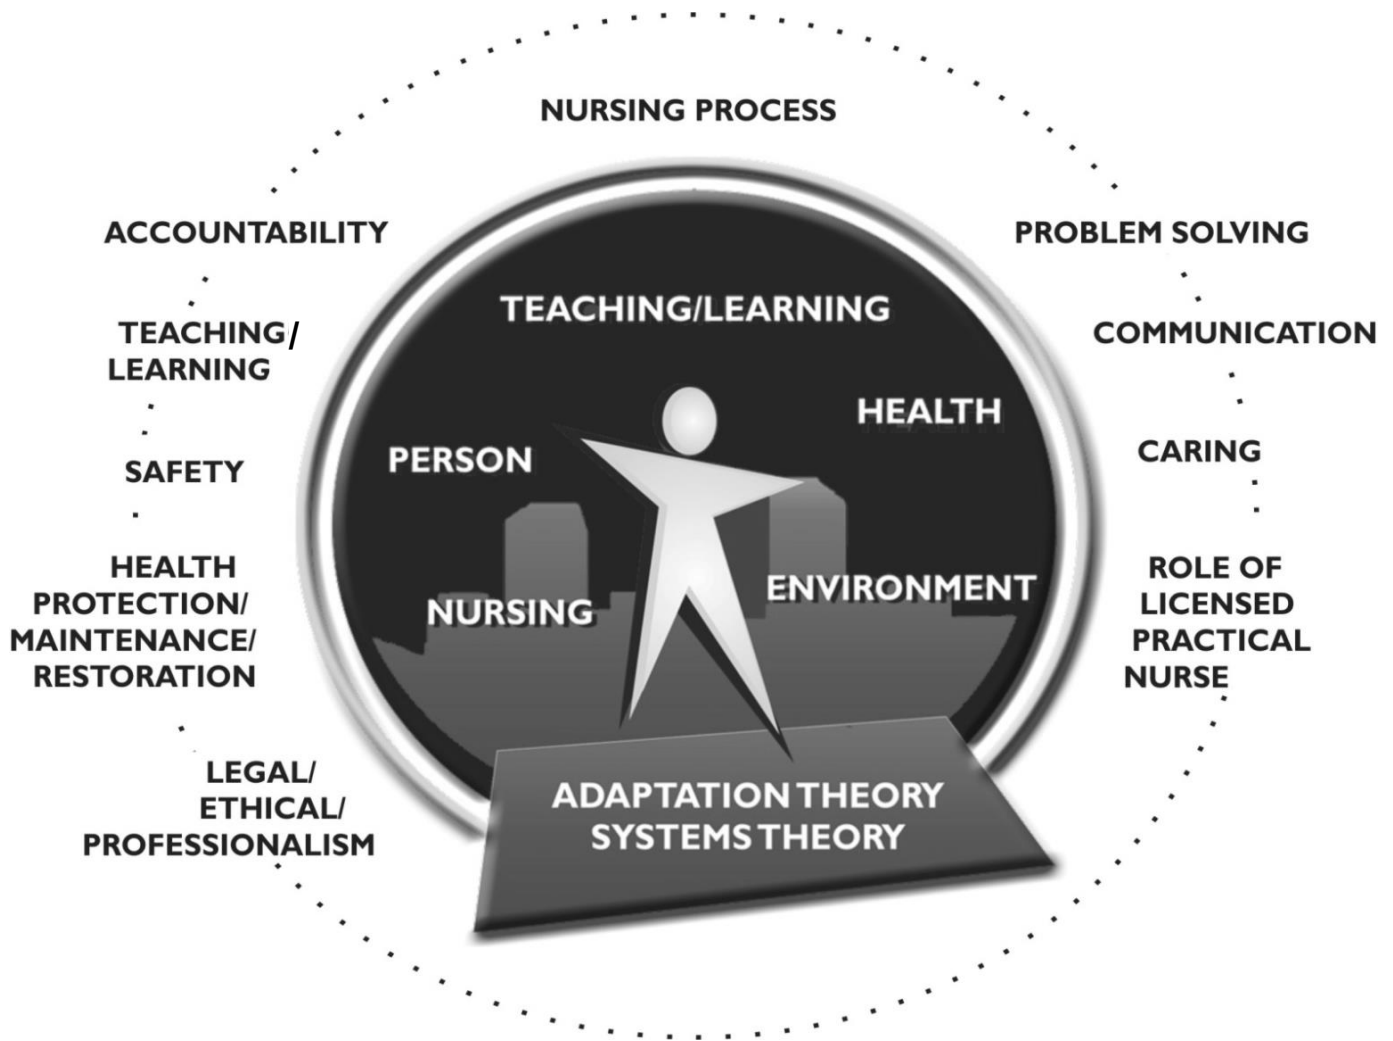 NURSING PROCESS
ACCOUNTABILITY
PROBLEM SOLVING
TEACHING/
LEARNING
COMMUNICATION
SAFETY
CARING
HEALTH
PROTECTION/
MAINTENANCE/
RESTORATION
ROLE OF
LICENSED
PRACTICAL
NURSE
LEGAL/
ETHICAL/
PROFESSIONALISM
TEACHING/LEARNING
HEALTH
PERSON
ENVIRONMENT
NURSING
ADAPTATION THEORY
SYSTEMS THEORY